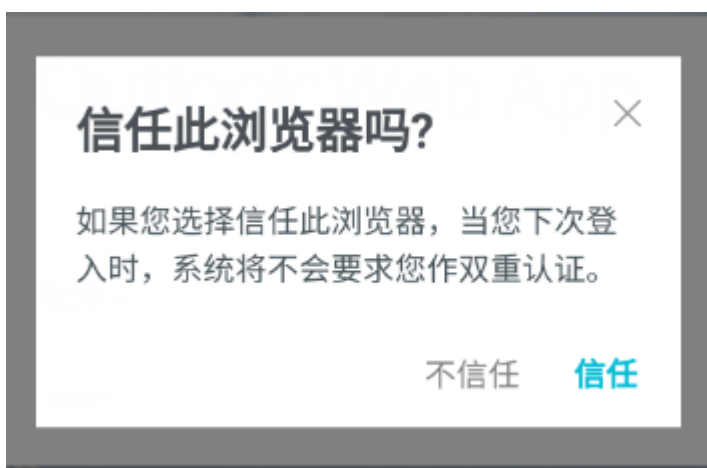 信任此浏览器吗?
如果您选择信任此浏览器，当您下次登
入时，系统将不会要求您作双重认证。
不信任
信任